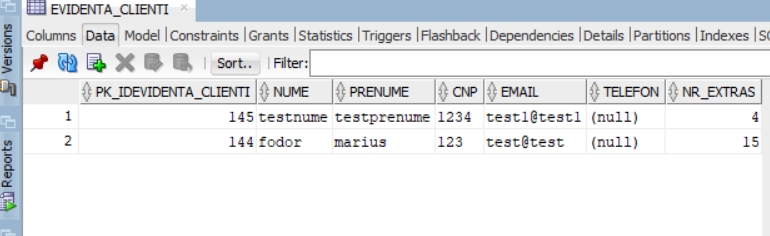 EVIDENTA_CLIENTI
Columns Data Model Constraints Grants Statistics Triggers Flashback Dependencies Details Partitions Indexes
Versions
Sort.. Filter:
PK_IDEVIDENTA_CLIENTI NUME PRENUME CNP EMAIL TELEFON NR_EXTRAS
1 145 testnume testprenume 1234 test1@test1 (null) 4
2 144 fodor marius 123 test@test (null) 15
Reports